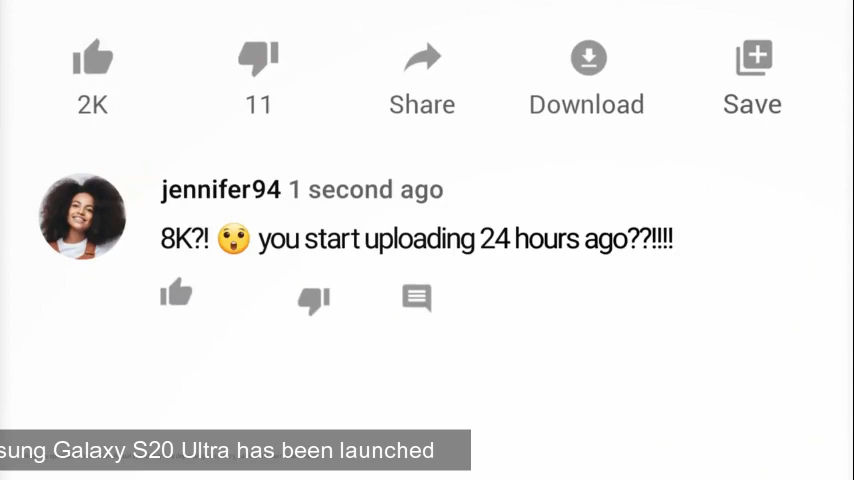 2K 11 Share Download Save
jennifer94 1 second ago
8K?! 😲 you start uploading 24 hours ago??!!!!
sung Galaxy S20 Ultra has been launched